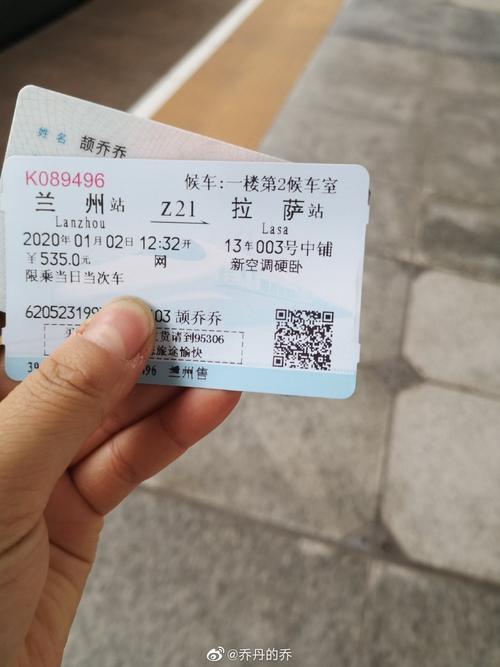 姓名 颉乔乔
K089496 候车:一楼第2候车室
兰州站 Z21 拉萨站
Lanzhou Lasa
2020年01月02日12:32开 13车003号中铺
￥535.0元 网 新空调硬卧
限乘当日当次车
620523199 03 颉乔乔
货请到95306
旅途愉快
兰州售
@乔丹的乔